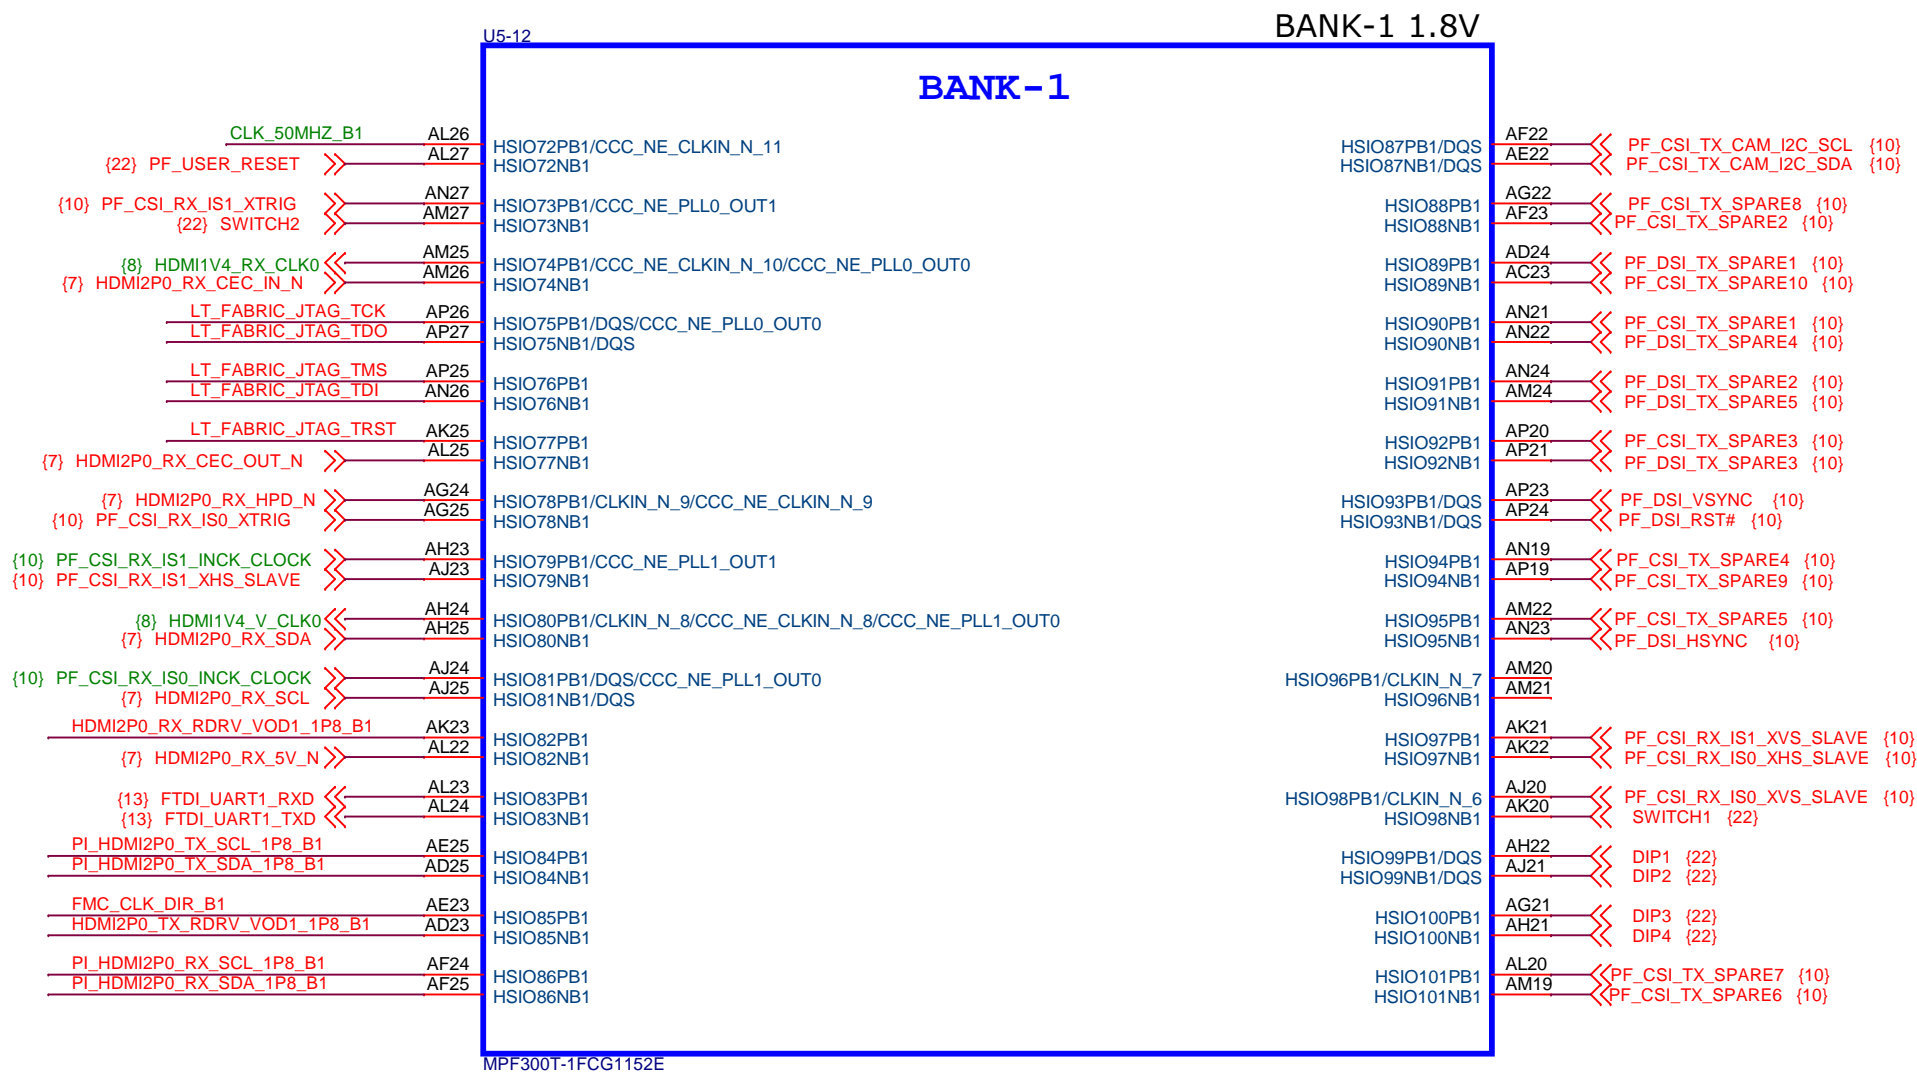 BANK-1 1.8V
U5-12
BANK-1
CLK_50MHZ_B1 AL26 HSIO72PB1/CCC_NE_CLKIN_N_11
{22} PF_USER_RESET AL27 HSIO72NB1
{10} PF_CSI_RX_IS1_XTRIG AN27 HSIO73PB1/CCC_NE_PLL0_OUT1
{22} SWITCH2 AM27 HSIO73NB1
{8} HDMI1V4_RX_CLK0 AM25 HSIO74PB1/CCC_NE_CLKIN_N_10/CCC_NE_PLL0_OUT0
{7} HDMI2P0_RX_CEC_IN_N AM26 HSIO74NB1
LT_FABRIC_JTAG_TCK AP26 HSIO75PB1/DQS/CCC_NE_PLL0_OUT0
LT_FABRIC_JTAG_TDO AP27 HSIO75NB1/DQS
LT_FABRIC_JTAG_TMS AP25 HSIO76PB1
LT_FABRIC_JTAG_TDI AN26 HSIO76NB1
LT_FABRIC_JTAG_TRST AK25 HSIO77PB1
{7} HDMI2P0_RX_CEC_OUT_N AL25 HSIO77NB1
{7} HDMI2P0_RX_HPD_N AG24 HSIO78PB1/CLKIN_N_9/CCC_NE_CLKIN_N_9
{10} PF_CSI_RX_IS0_XTRIG AG25 HSIO78NB1
{10} PF_CSI_RX_IS1_INCK_CLOCK AH23 HSIO79PB1/CCC_NE_PLL1_OUT1
{10} PF_CSI_RX_IS1_XHS_SLAVE AJ23 HSIO79NB1
{8} HDMI1V4_V_CLK0 AH24 HSIO80PB1/CLKIN_N_8/CCC_NE_CLKIN_N_8/CCC_NE_PLL1_OUT0
{7} HDMI2P0_RX_SDA AH25 HSIO80NB1
{10} PF_CSI_RX_IS0_INCK_CLOCK AJ24 HSIO81PB1/DQS/CCC_NE_PLL1_OUT0
{7} HDMI2P0_RX_SCL AJ25 HSIO81NB1/DQS
HDMI2P0_RX_RDRV_VOD1_1P8_B1 AK23 HSIO82PB1
{7} HDMI2P0_RX_5V_N AL22 HSIO82NB1
{13} FTDI_UART1_RXD AL23 HSIO83PB1
{13} FTDI_UART1_TXD AL24 HSIO83NB1
PI_HDMI2P0_TX_SCL_1P8_B1 AE25 HSIO84PB1
PI_HDMI2P0_TX_SDA_1P8_B1 AD25 HSIO84NB1
FMC_CLK_DIR_B1 AE23 HSIO85PB1
HDMI2P0_TX_RDRV_VOD1_1P8_B1 AD23 HSIO85NB1
PI_HDMI2P0_RX_SCL_1P8_B1 AF24 HSIO86PB1
PI_HDMI2P0_RX_SDA_1P8_B1 AF25 HSIO86NB1
HSIO87PB1/DQS AF22 PF_CSI_TX_CAM_I2C_SCL {10}
HSIO87NB1/DQS AE22 PF_CSI_TX_CAM_I2C_SDA {10}
HSIO88PB1 AG22 PF_CSI_TX_SPARE8 {10}
HSIO88NB1 AF23 PF_CSI_TX_SPARE2 {10}
HSIO89PB1 AD24 PF_DSI_TX_SPARE1 {10}
HSIO89NB1 AC23 PF_CSI_TX_SPARE10 {10}
HSIO90PB1 AN21 PF_CSI_TX_SPARE1 {10}
HSIO90NB1 AN22 PF_DSI_TX_SPARE4 {10}
HSIO91PB1 AN24 PF_DSI_TX_SPARE2 {10}
HSIO91NB1 AM24 PF_DSI_TX_SPARE5 {10}
HSIO92PB1 AP20 PF_CSI_TX_SPARE3 {10}
HSIO92NB1 AP21 PF_DSI_TX_SPARE3 {10}
HSIO93PB1/DQS AP23 PF_DSI_VSYNC {10}
HSIO93NB1/DQS AP24 PF_DSI_RST# {10}
HSIO94PB1 AN19 PF_CSI_TX_SPARE4 {10}
HSIO94NB1 AP19 PF_CSI_TX_SPARE9 {10}
HSIO95PB1 AM22 PF_CSI_TX_SPARE5 {10}
HSIO95NB1 AN23 PF_DSI_HSYNC {10}
HSIO96PB1/CLKIN_N_7 AM20
HSIO96NB1 AM21
HSIO97PB1 AK21 PF_CSI_RX_IS1_XVS_SLAVE {10}
HSIO97NB1 AK22 PF_CSI_RX_IS0_XHS_SLAVE {10}
HSIO98PB1/CLKIN_N_6 AJ20 PF_CSI_RX_IS0_XVS_SLAVE {10}
HSIO98NB1 AK20 SWITCH1 {22}
HSIO99PB1/DQS AH22 DIP1 {22}
HSIO99NB1/DQS AJ21 DIP2 {22}
HSIO100PB1 AG21 DIP3 {22}
HSIO100NB1 AH21 DIP4 {22}
HSIO101PB1 AL20 PF_CSI_TX_SPARE7 {10}
HSIO101NB1 AM19 PF_CSI_TX_SPARE6 {10}
MPF300T-1FCG1152E